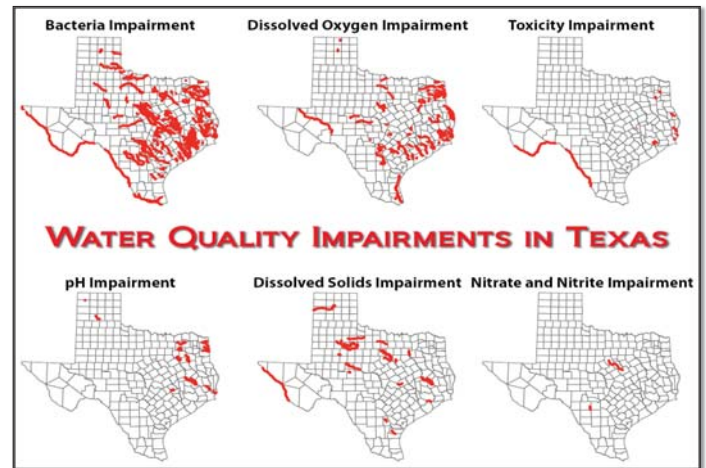 Bacteria Impairment
Dissolved Oxygen Impairment
Toxicity Impairment
WATER QUALITY IMPAIRMENTS IN TEXAS
pH Impairment
Dissolved Solids Impairment
Nitrate and Nitrite Impairment